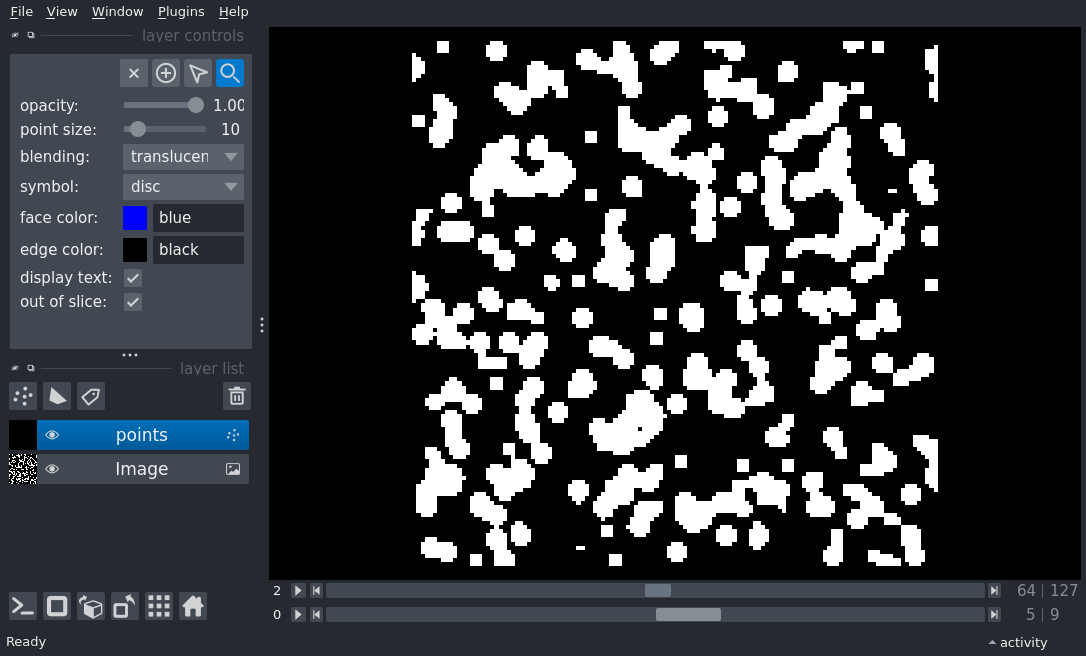 File View Window Plugins Help
layer controls
opacity: 1.00
point size: 10
blending: translucen
symbol: disc
face color: blue
edge color: black
display text:
out of slice:
layer list
points
Image
2 64 127
0 5 9
Ready activity